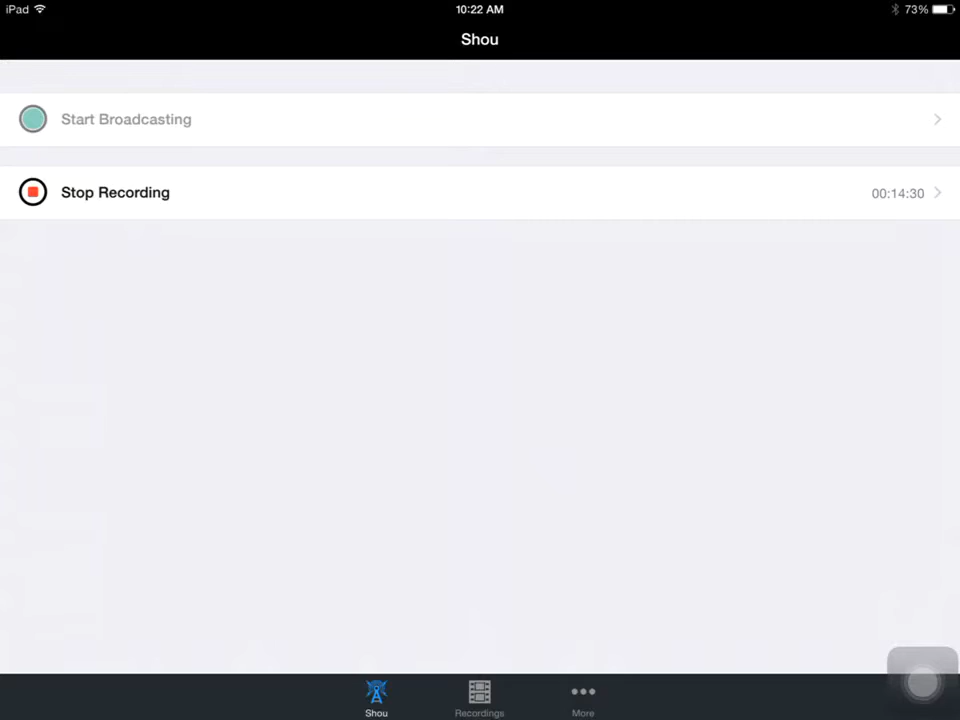 iPad 10:22 AM 73%
Shou
Start Broadcasting
Stop Recording 00:14:30
Shou Recordings More